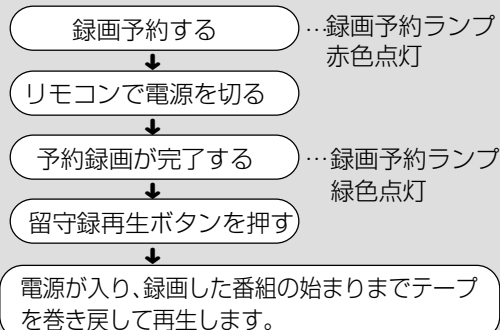 録画予約する
…録画予約ランプ
赤色点灯
リモコンで電源を切る
予約録画が完了する
…録画予約ランプ
緑色点灯
留守録再生ボタンを押す
電源が入り、録画した番組の始まりまでテープ
を巻き戻して再生します。